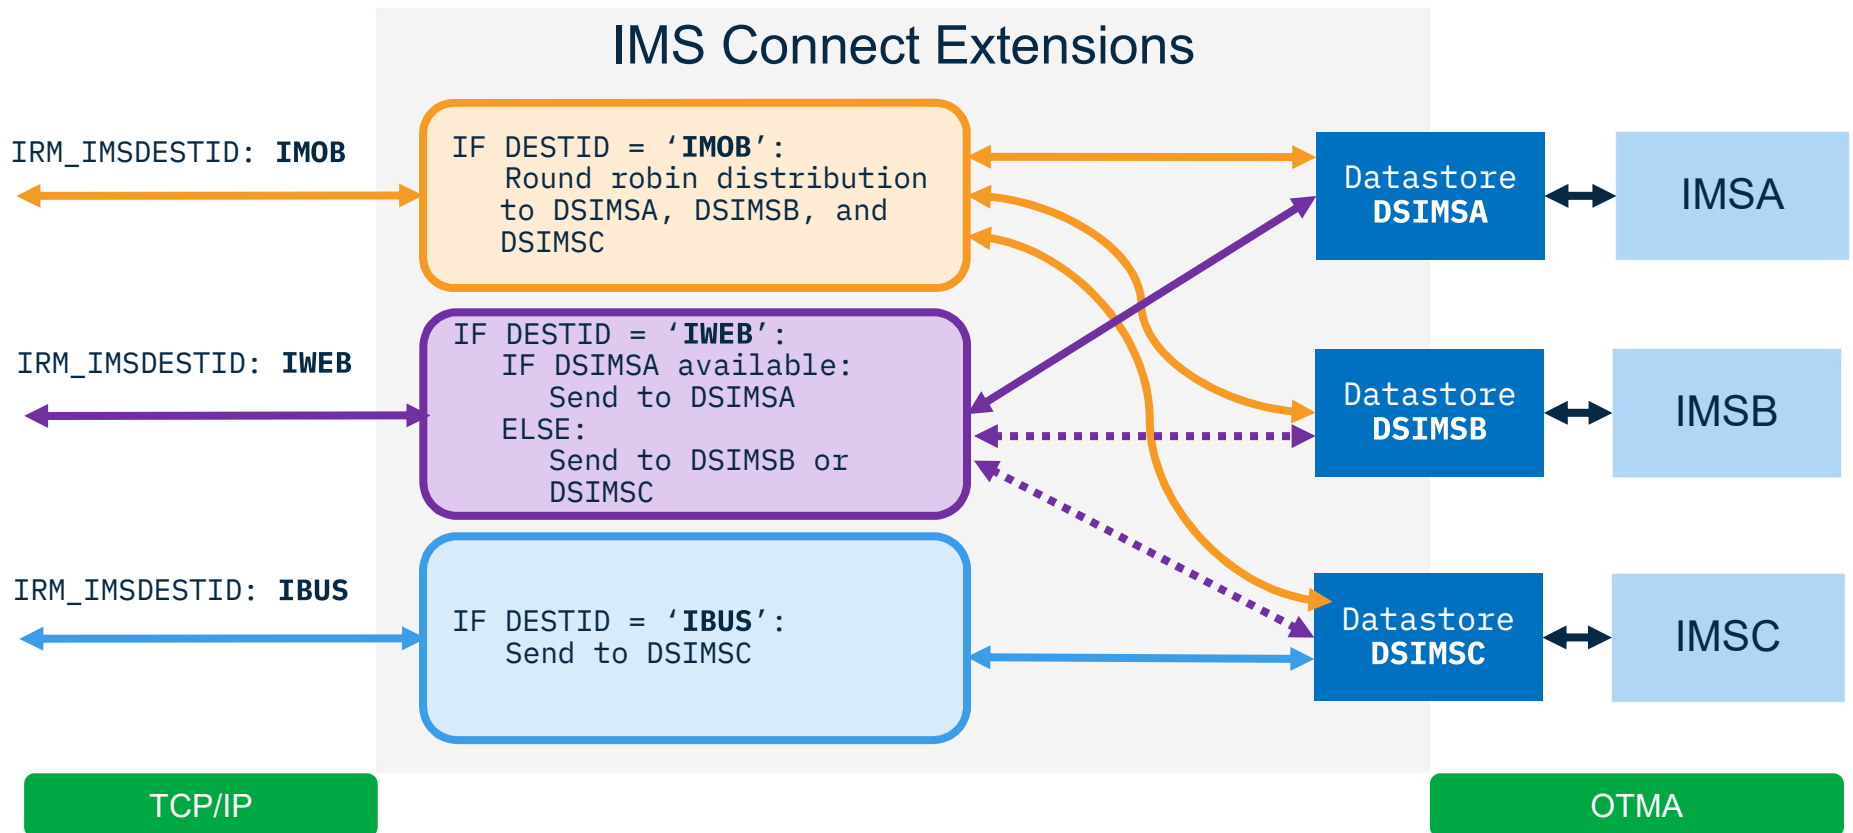 IMS Connect Extensions
IRM_IMSDESTID: IMOB
IF DESTID = ‘IMOB’:
Round robin distribution
to DSIMSA, DSIMSB, and
DSIMSC
Datastore
DSIMSA
IMSA
IRM_IMSDESTID: IWEB
IF DESTID = ‘IWEB’:
IF DSIMSA available:
Send to DSIMSA
ELSE:
Send to DSIMSB or
DSIMSC
Datastore
DSIMSB
IMSB
IRM_IMSDESTID: IBUS
IF DESTID = ‘IBUS’:
Send to DSIMSC
Datastore
DSIMSC
IMSC
TCP/IP
OTMA